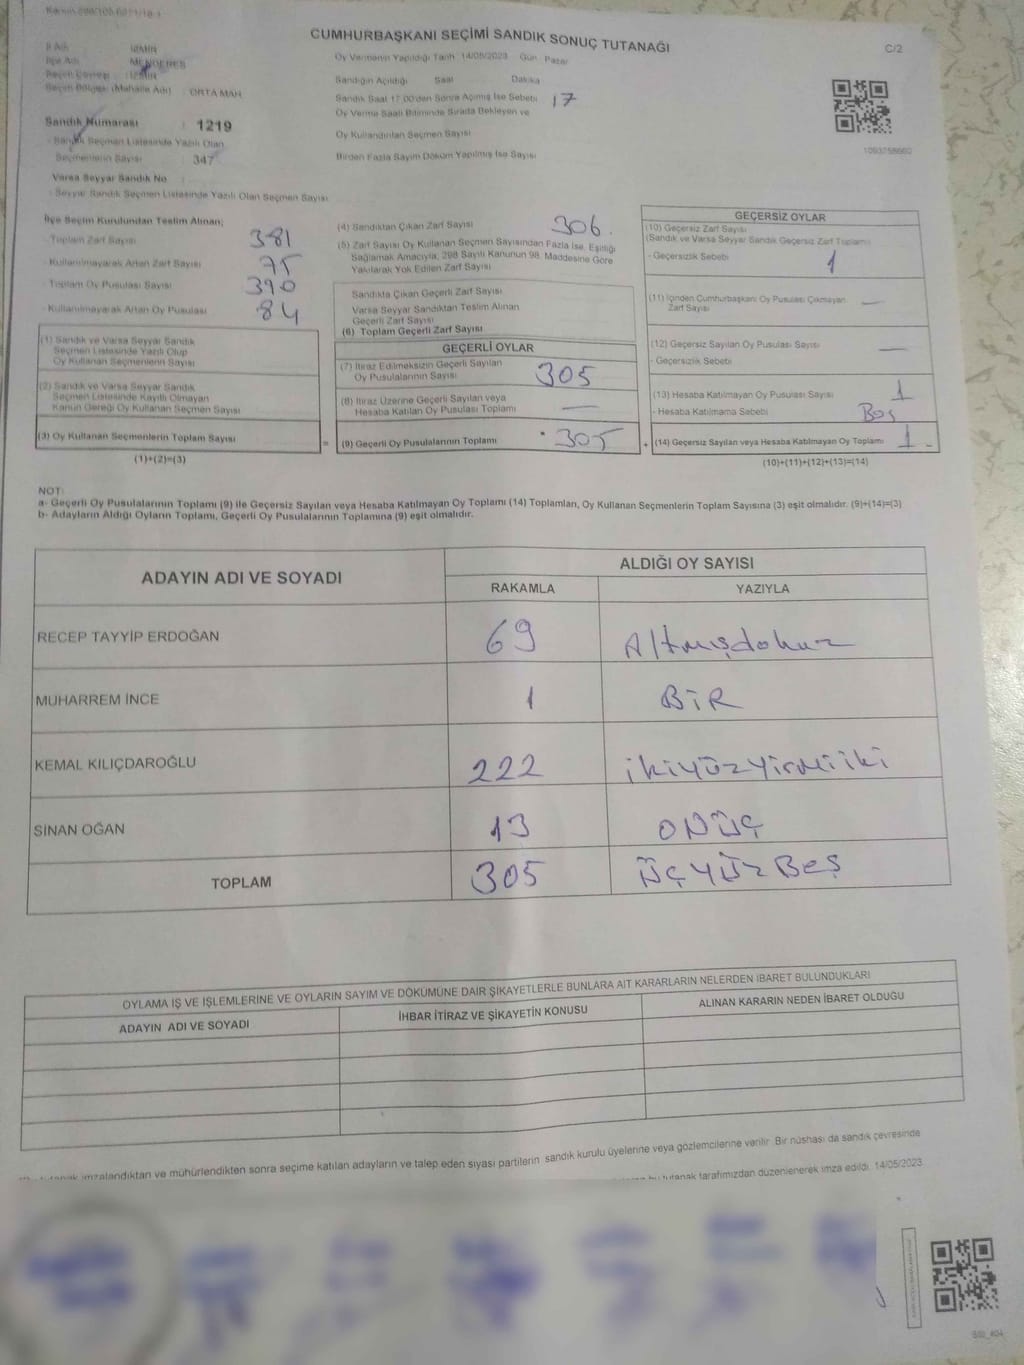 CUMHURBAŞKANI SEÇİMİ SANDIK SONUÇ TUTANAĞI
C/2
İl Adı : İZMİR
İlçe Adı : MENDERES
Seçim Çevresi : İZMİR
Seçim Bölgesi (Mahalle Adı) : ORTA MAH
Sandık Numarası : 1219
- Sandık Seçmen Listesinde Yazılı Olan
Seçmenlerin Sayısı : 347
Varsa Seyyar Sandık No
- Seyyar Sandık Seçmen Listesinde Yazılı Olan Seçmen Sayısı
Oy Vermenin Yapıldığı Tarih 14/05/2023 Gün Pazar
Sandığın Açıldığı Saat Dakika
Sandık Saat 17.00'den Sonra Açılmış İse Sebebi 17
Oy Verme Saati Bitiminde Sırada Bekleyen ve
Oy Kullandırılan Seçmen Sayısı
Birden Fazla Sayım Döküm Yapılmış İse Sayısı
1093758660
İlçe Seçim Kurulundan Teslim Alınan;
- Toplam Zarf Sayısı 381
- Kullanılmayarak Artan Zarf Sayısı 75
- Toplam Oy Pusulası Sayısı 390
- Kullanılmayarak Artan Oy Pusulası 84
(1) Sandık ve Varsa Seyyar Sandık
Seçmen Listesinde Yazılı Olup
Oy Kullanan Seçmenlerin Sayısı
(2) Sandık ve Varsa Seyyar Sandık
Seçmen Listesinde Kayıtlı Olmayan
Kanun Gereği Oy Kullanan Seçmen Sayısı
(3) Oy Kullanan Seçmenlerin Toplam Sayısı
(1)+(2)=(3)
=
(4) Sandıktan Çıkan Zarf Sayısı 306.
(5) Zarf Sayısı Oy Kullanan Seçmen Sayısından Fazla İse, Eşitliği
Sağlamak Amacıyla, 298 Sayılı Kanunun 98. Maddesine Göre
Yakılarak Yok Edilen Zarf Sayısı
Sandıkta Çıkan Geçerli Zarf Sayısı
Varsa Seyyar Sandıktan Teslim Alınan
Geçerli Zarf Sayısı
(6) Toplam Geçerli Zarf Sayısı
GEÇERLİ OYLAR
(7) İtiraz Edilmeksizin Geçerli Sayılan
Oy Pusulalarının Sayısı 305
(8) İtiraz Üzerine Geçerli Sayılan veya
Hesaba Katılan Oy Pusulası Toplamı —
(9) Geçerli Oy Pusulalarının Toplamı 305
+
GEÇERSİZ OYLAR
(10) Geçersiz Zarf Sayısı
(Sandık ve Varsa Seyyar Sandık Geçersiz Zarf Toplamı)
- Geçersizlik Sebebi 1
(11) İçinden Cumhurbaşkanı Oy Pusulası Çıkmayan
Zarf Sayısı —
(12) Geçersiz Sayılan Oy Pusulası Sayısı —
- Geçersizlik Sebebi
(13) Hesaba Katılmayan Oy Pusulası Sayısı 1
- Hesaba Katılmama Sebebi Boş
(14) Geçersiz Sayılan veya Hesaba Katılmayan Oy Toplamı 1 -
(10)+(11)+(12)+(13)=(14)
NOT:
a- Geçerli Oy Pusulalarının Toplamı (9) ile Geçersiz Sayılan veya Hesaba Katılmayan Oy Toplamı (14) Toplamları, Oy Kullanan Seçmenlerin Toplam Sayısına (3) eşit olmalıdır. (9)+(14)=(3)
b- Adayların Aldığı Oyların Toplamı, Geçerli Oy Pusulalarının Toplamına (9) eşit olmalıdır.
ADAYIN ADI VE SOYADI
ALDIĞI OY SAYISI
RAKAMLA YAZIYLA
RECEP TAYYİP ERDOĞAN 69 Altmışdokuz
MUHARREM İNCE 1 BİR
KEMAL KILIÇDAROĞLU 222 ikiyüzyirmiiki
SİNAN OĞAN 13 ONÜÇ
TOPLAM 305 ÜÇYÜZBEŞ
OYLAMA İŞ VE İŞLEMLERİNE VE OYLARIN SAYIM VE DÖKÜMÜNE DAİR ŞİKAYETLERLE BUNLARA AİT KARARLARIN NELERDEN İBARET BULUNDUKLARI
ADAYIN ADI VE SOYADI İHBAR İTİRAZ VE ŞİKAYETİN KONUSU ALINAN KARARIN NEDEN İBARET OLDUĞU
imzalandıktan ve mühürlendikten sonra seçime katılan adayların ve talep eden siyasi partilerin sandık kurulu üyelerine veya gözlemcilerine verilir. Bir nüshası da sandık çevresinde
bu tutanak tarafımızdan düzenlenerek imza edildi. 14/05/2023